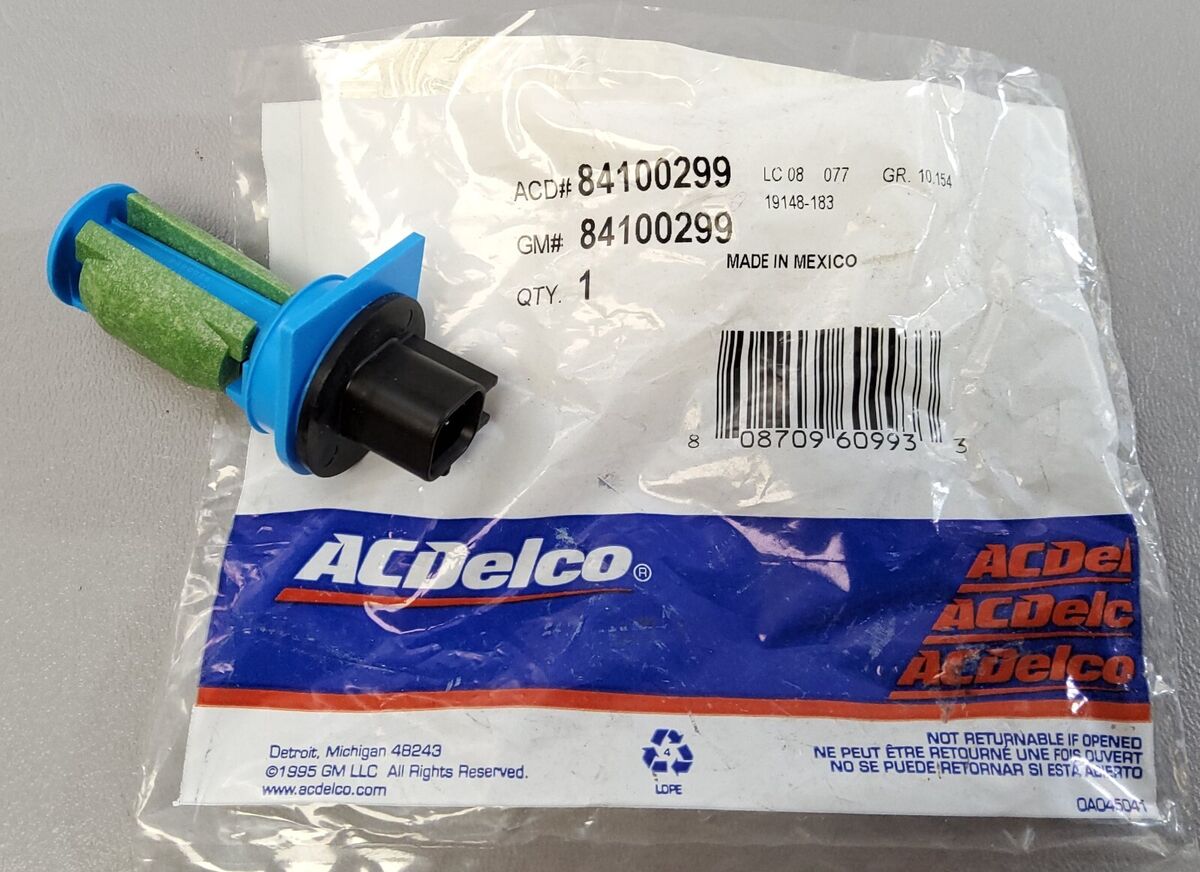 ACD# 84100299 LC 08 077 GR. 10.154
19148-183
GM# 84100299
MADE IN MEXICO
QTY. 1
8 08709 60993 3
ACDelco ®
ACDel
ACDelc
ACDelco
Detroit, Michigan 48243
©1995 GM LLC All Rights Reserved.
www.acdelco.com
4
LDPE
NOT RETURNABLE IF OPENED
NE PEUT ÊTRE RETOURNÉ UNE FOIS OUVERT
NO SE PUEDE RETORNAR SI ESTÁ ABIERTO
0A045041